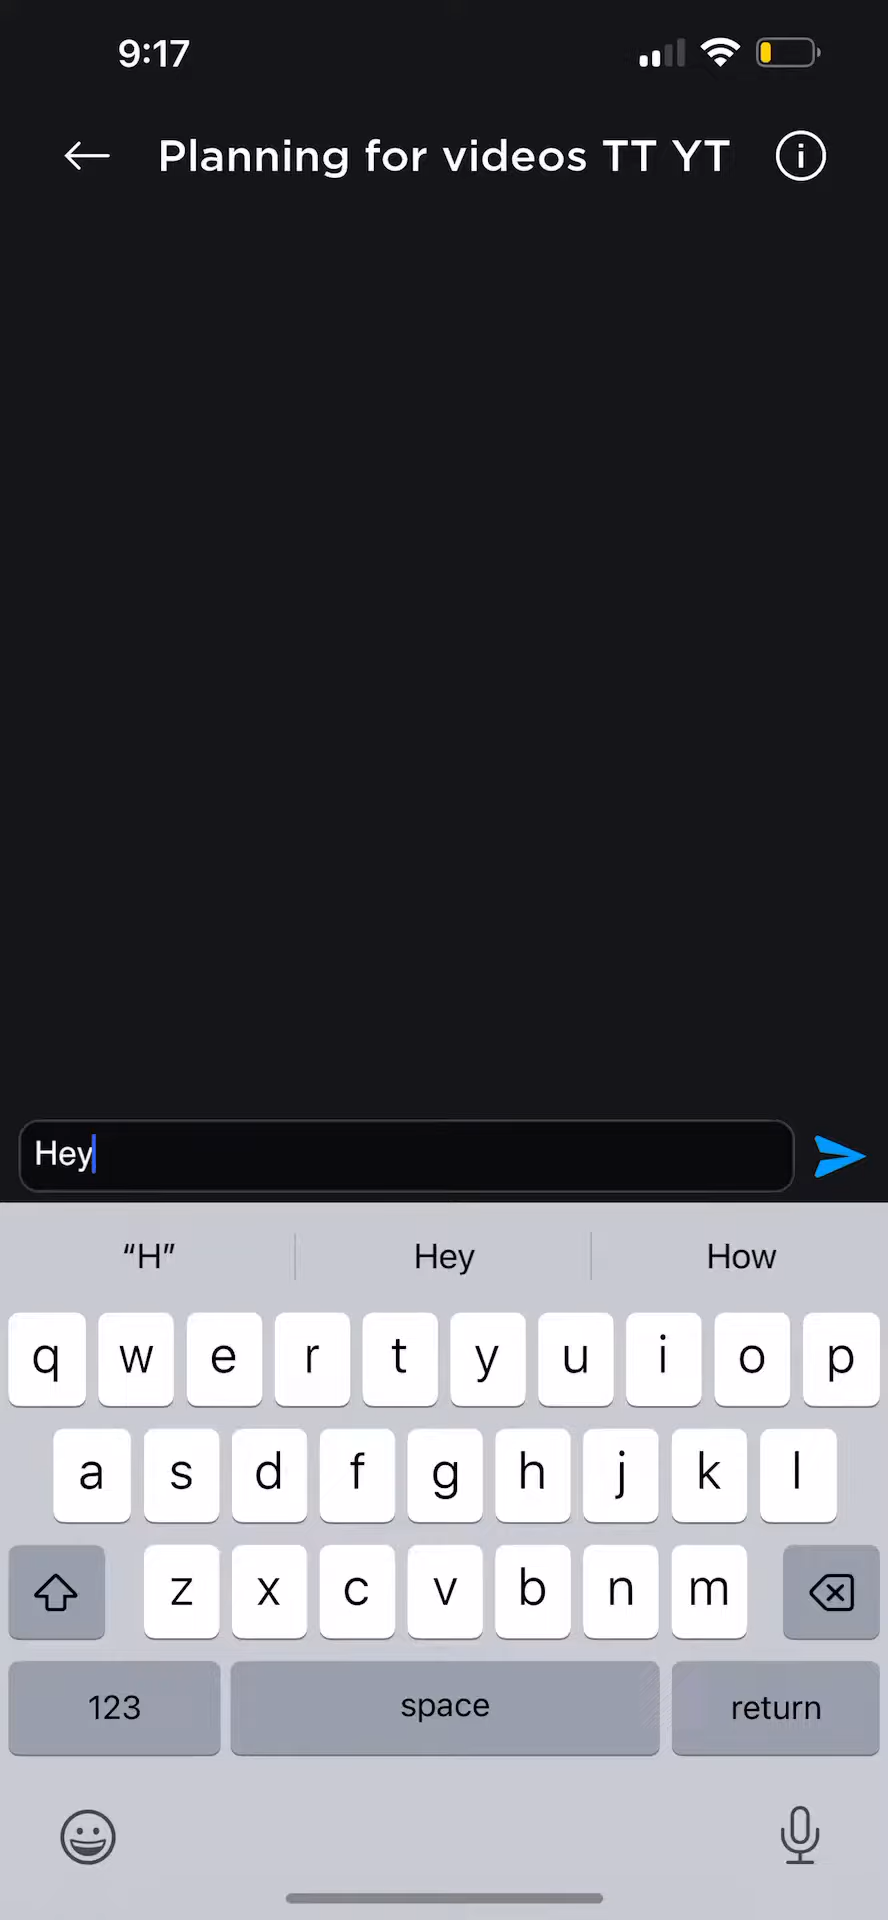 9:17
Planning for videos TT YT
Hey
“H” Hey How
q w e r t y u i o p
a s d f g h j k l
z x c v b n m
123 space return